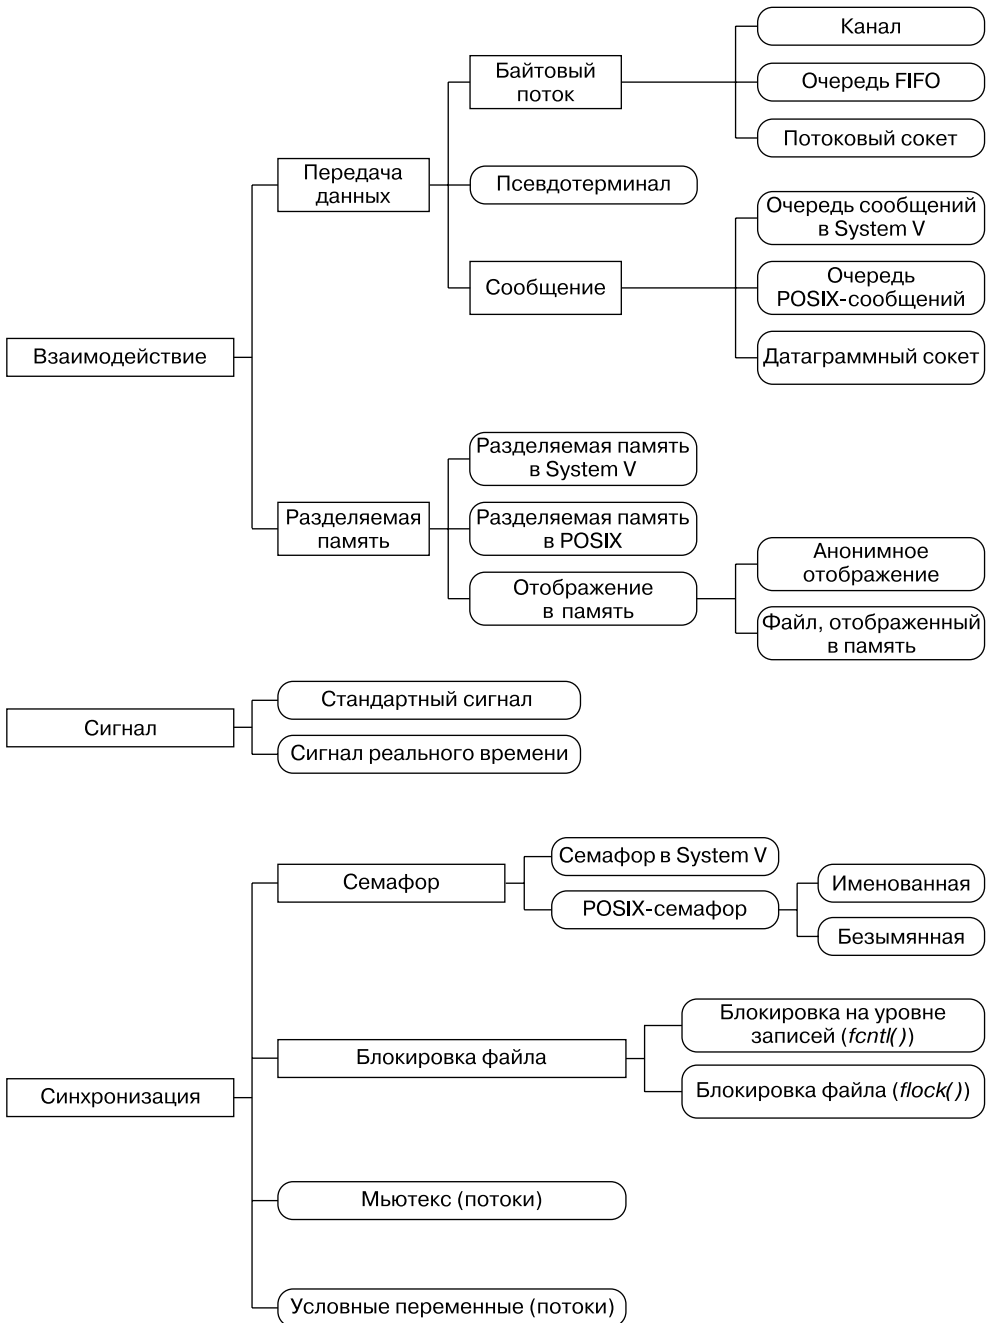 Канал
Байтовый
поток
Очередь FIFO
Потоковый сокет
Передача
данных
Псевдотерминал
Очередь сообщений
в System V
Сообщение
Очередь
POSIX-сообщений
Датаграммный сокет
Взаимодействие
Разделяемая память
в System V
Разделяемая
память
Разделяемая память
в POSIX
Отображение
в память
Анонимное
отображение
Файл, отображенный
в память
Сигнал
Стандартный сигнал
Сигнал реального времени
Семафор
Семафор в System V
POSIX-семафор
Именованная
Безымянная
Блокировка файла
Блокировка на уровне
записей (fcntl())
Блокировка файла (flock())
Синхронизация
Мьютекс (потоки)
Условные переменные (потоки)